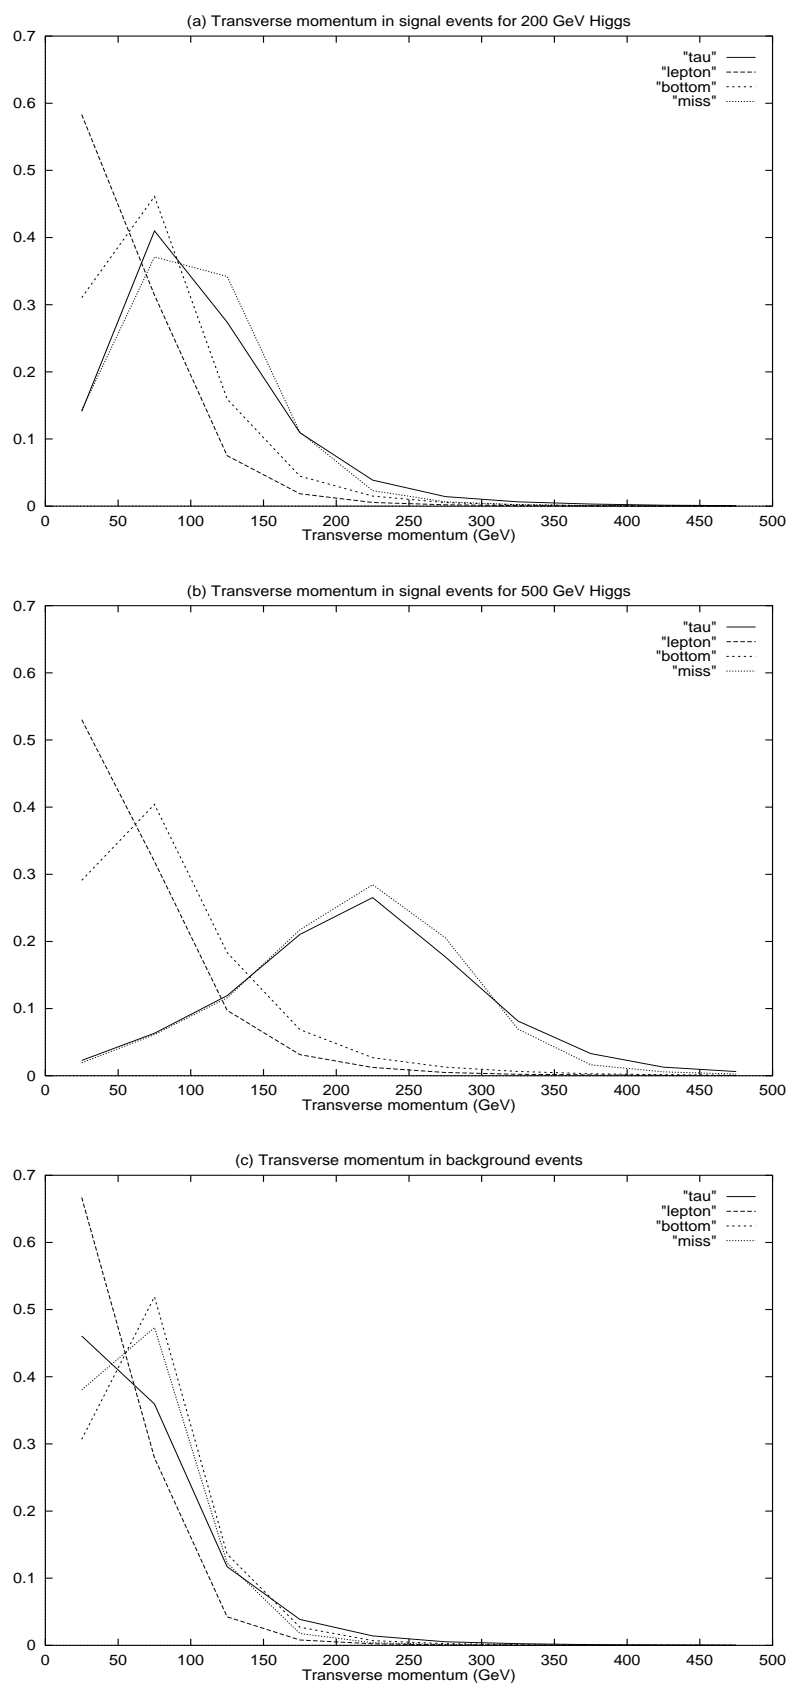 (a) Transverse momentum in signal events for 200 GeV Higgs
0.7
"tau"
"lepton"
"bottom"
"miss"
0.6
0.5
0.4
0.3
0.2
0.1
0
0 50 100 150 200 250 300 350 400 450 500
Transverse momentum (GeV)
(b) Transverse momentum in signal events for 500 GeV Higgs
0.7
"tau"
"lepton"
"bottom"
"miss"
0.6
0.5
0.4
0.3
0.2
0.1
0
0 50 100 150 200 250 300 350 400 450 500
Transverse momentum (GeV)
(c) Transverse momentum in background events
0.7
"tau"
"lepton"
"bottom"
"miss"
0.6
0.5
0.4
0.3
0.2
0.1
0
0 50 100 150 200 250 300 350 400 450 500
Transverse momentum (GeV)